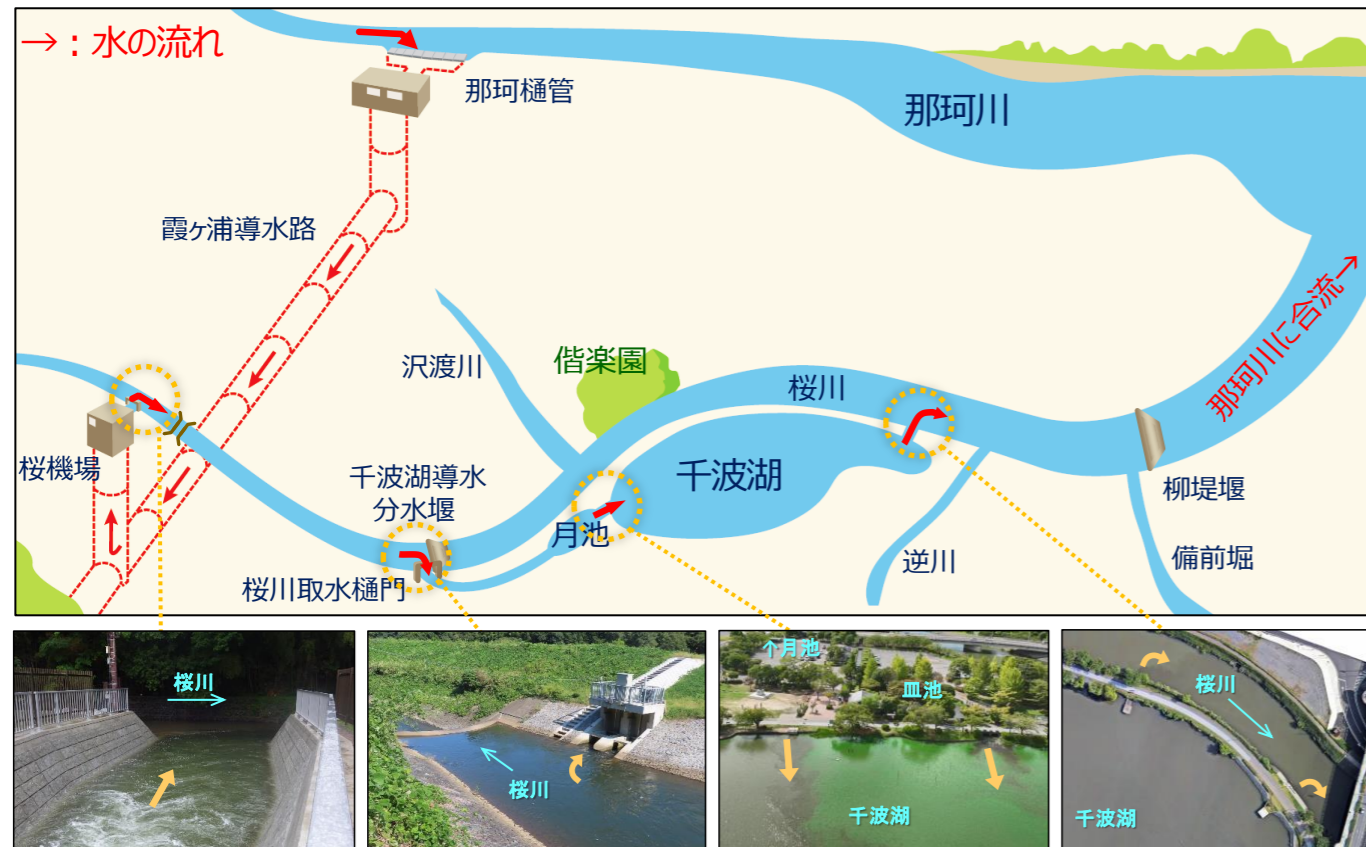 →：水の流れ
那珂樋管
那珂川
霞ヶ浦導水路
那珂川に合流→
沢渡川
偕楽園
桜川
桜機場
千波湖導水
分水堰
千波湖
柳堤堰
月池
桜川取水樋門
逆川
備前堀
桜川
桜川
个月池
皿池
千波湖
桜川
千波湖